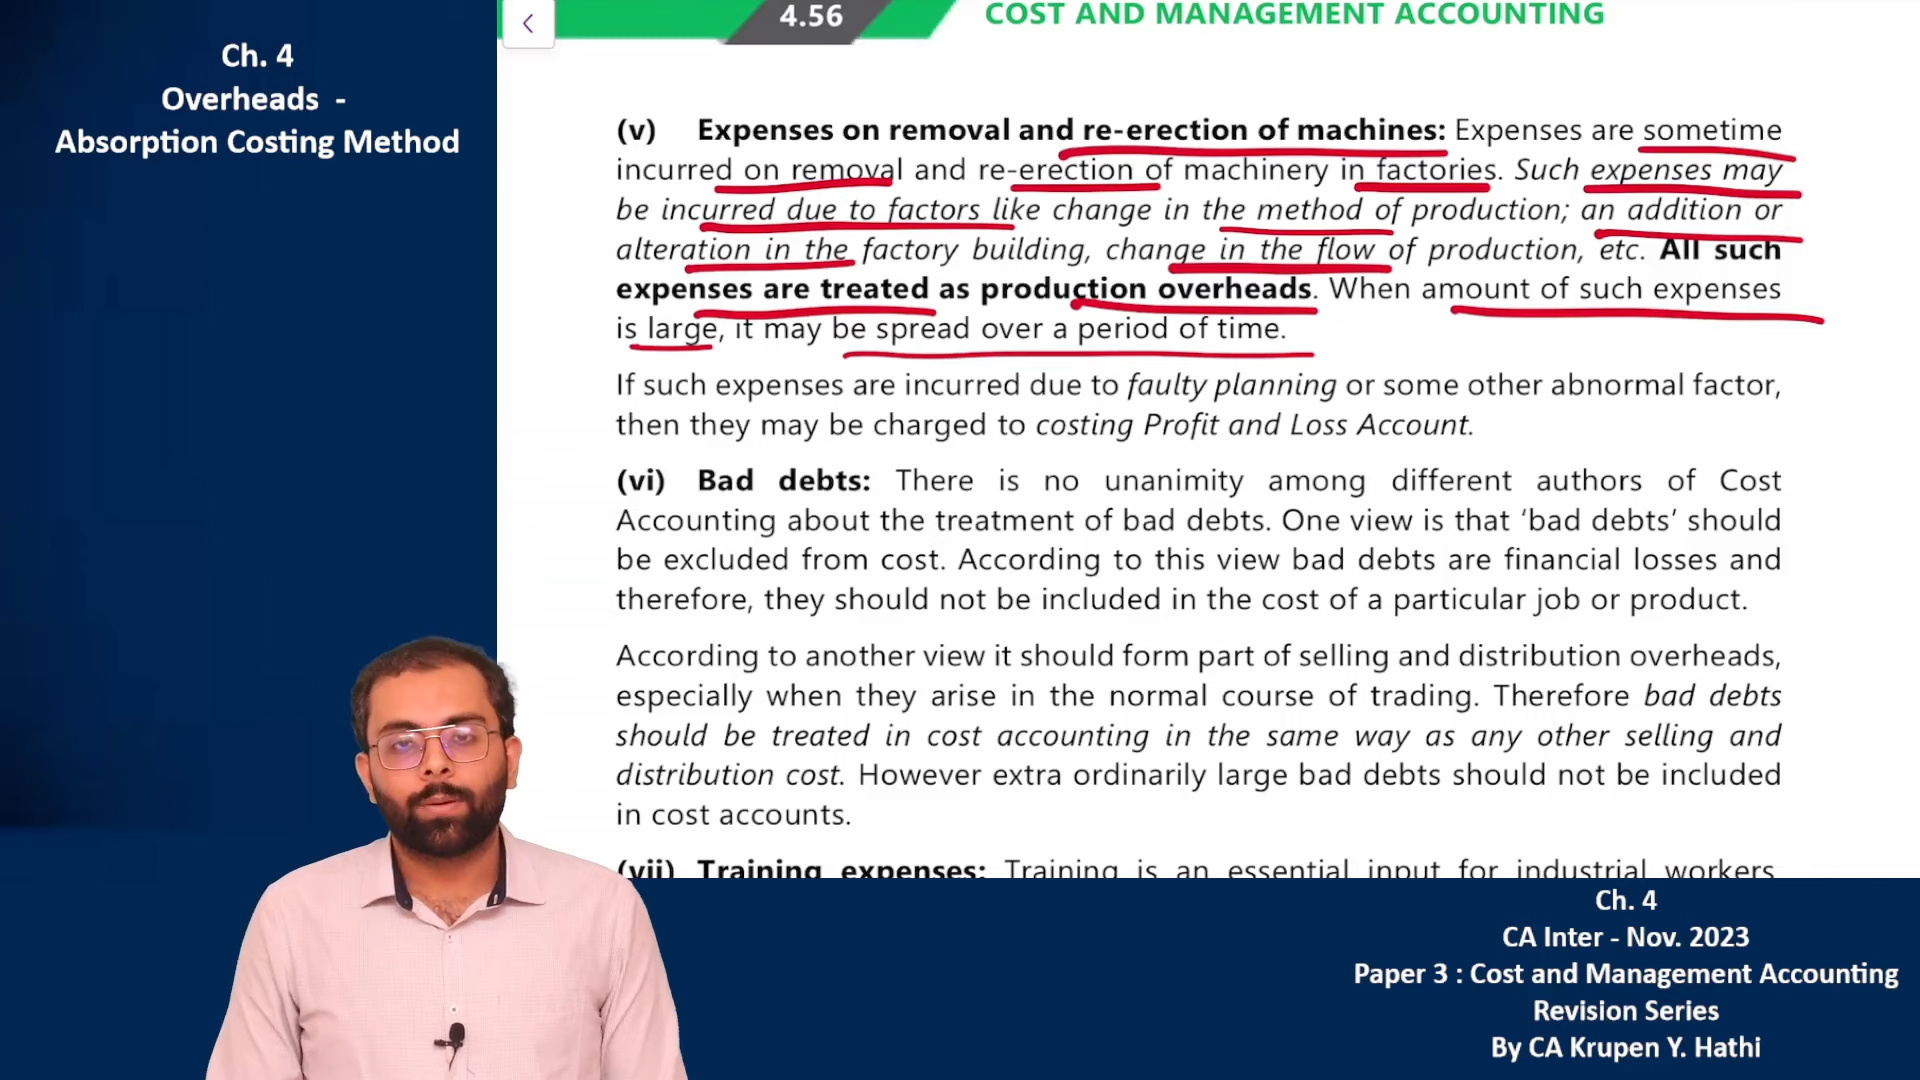 Ch. 4
Overheads -
Absorption Costing Method
4.56
COST AND MANAGEMENT ACCOUNTING
(v) Expenses on removal and re-erection of machines: Expenses are sometime
incurred on removal and re-erection of machinery in factories. Such expenses may
be incurred due to factors like change in the method of production; an addition or
alteration in the factory building, change in the flow of production, etc. All such
expenses are treated as production overheads. When amount of such expenses
is large, it may be spread over a period of time.
If such expenses are incurred due to faulty planning or some other abnormal factor,
then they may be charged to costing Profit and Loss Account.
(vi) Bad debts: There is no unanimity among different authors of Cost
Accounting about the treatment of bad debts. One view is that ‘bad debts’ should
be excluded from cost. According to this view bad debts are financial losses and
therefore, they should not be included in the cost of a particular job or product.
According to another view it should form part of selling and distribution overheads,
especially when they arise in the normal course of trading. Therefore bad debts
should be treated in cost accounting in the same way as any other selling and
distribution cost. However extra ordinarily large bad debts should not be included
in cost accounts.
(vii) Training expenses: Training is an essential input for industrial workers.
Ch. 4
CA Inter - Nov. 2023
Paper 3 : Cost and Management Accounting
Revision Series
By CA Krupen Y. Hathi